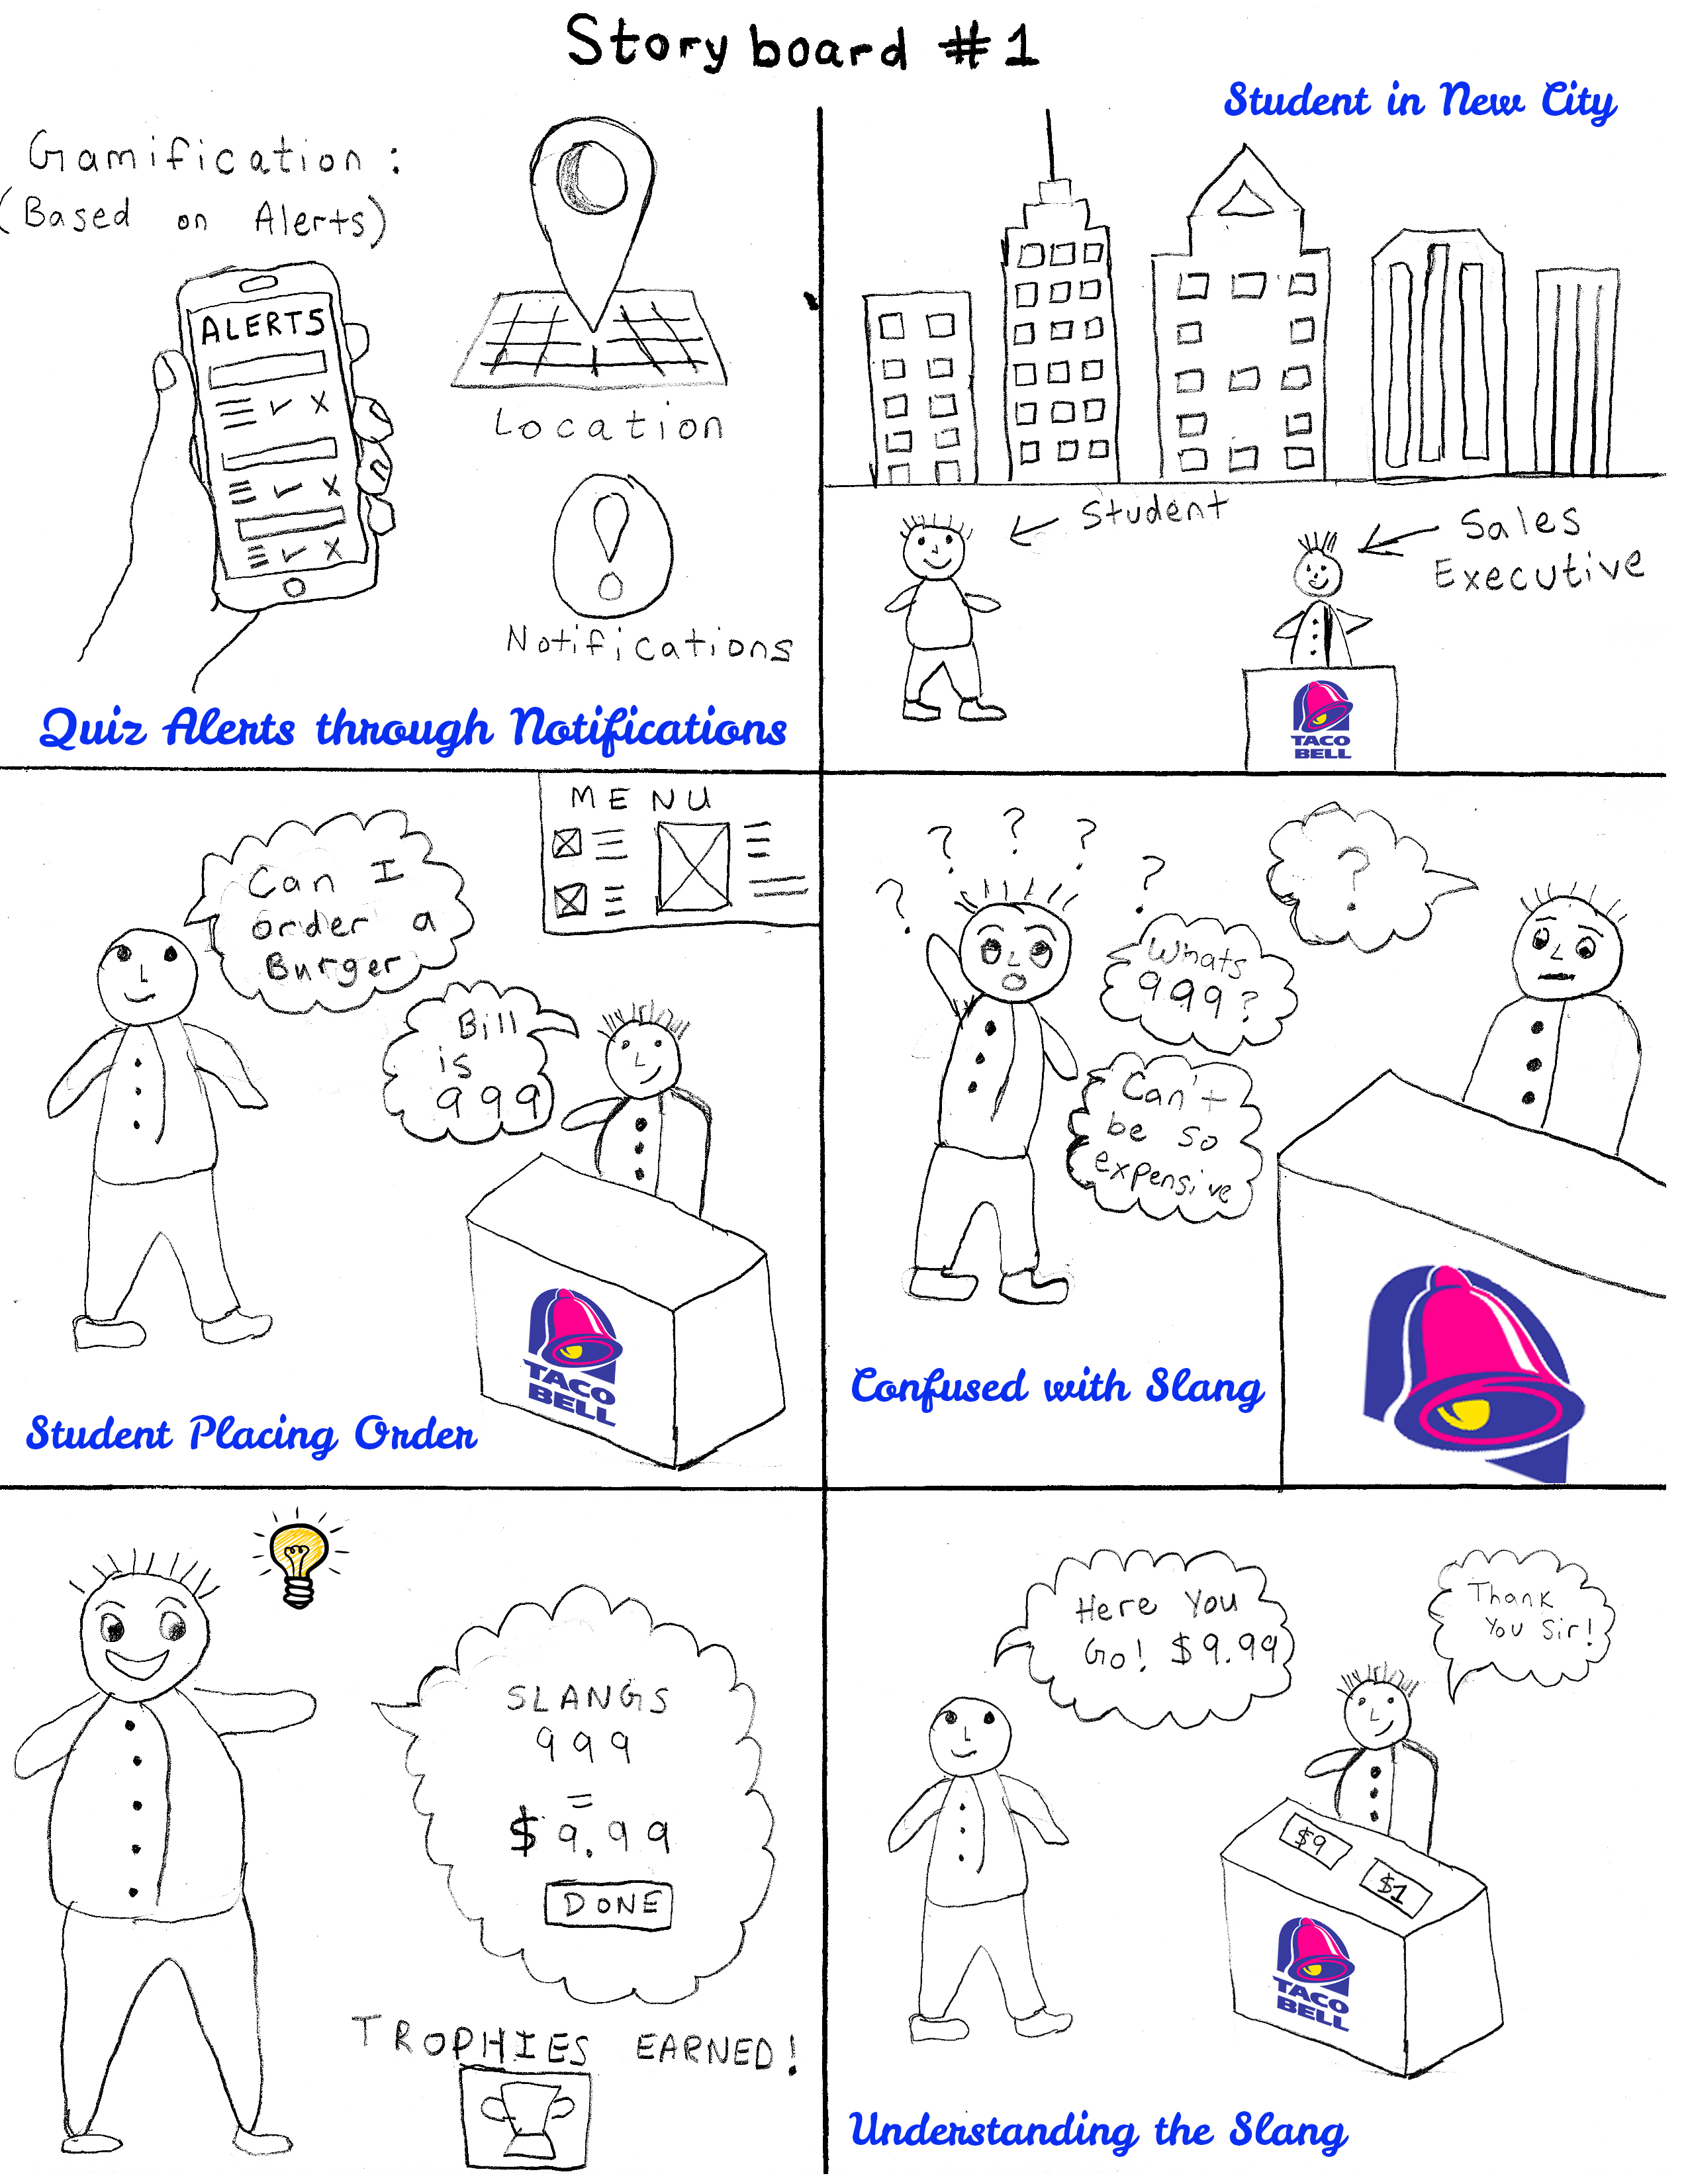 Storyboard #1
Gamification:
(Based on Alerts)
ALERTS
Location
Notifications
Quiz Alerts through Notifications
Student in New City
Student
Sales
Executive
TACO
BELL
MENU
Can I
order a
Burger
Bill
is
999
TACO
BELL
Student Placing Order
? ? ? ? ?
?
Whats
999?
Can't
be so
expensive
Confused with Slang
SLANGS
999
=
$9.99
DONE
TROPHIES EARNED!
Here You
Go! $9.99
Thank
You Sir!
$9
$1
TACO
BELL
Understanding the Slang